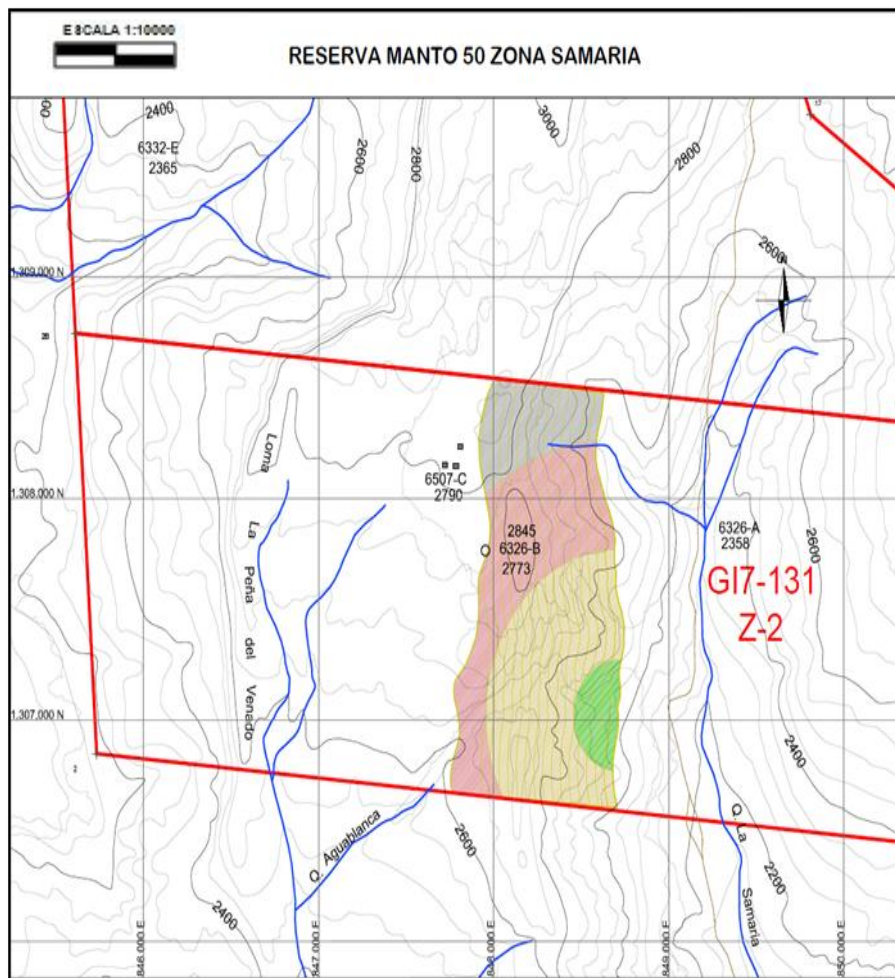 ESCALA 1:10000
RESERVA MANTO 50 ZONA SAMARIA
2400
6332-E
2365
2600
2800
3000
2800
17
2600
1,309.000 N
Loma
La Peña del Venado
6507-C
2790
1,308.000 N
2845
6326-B
2773
6326-A
2358
2600
GI7-131
Z-2
1,307.000 N
2400
Q. Aguablanca
2600
Q. La Samaria
2200
2400
846.000 E
847.000 E
848.000 E
849.000 E
850.000 E